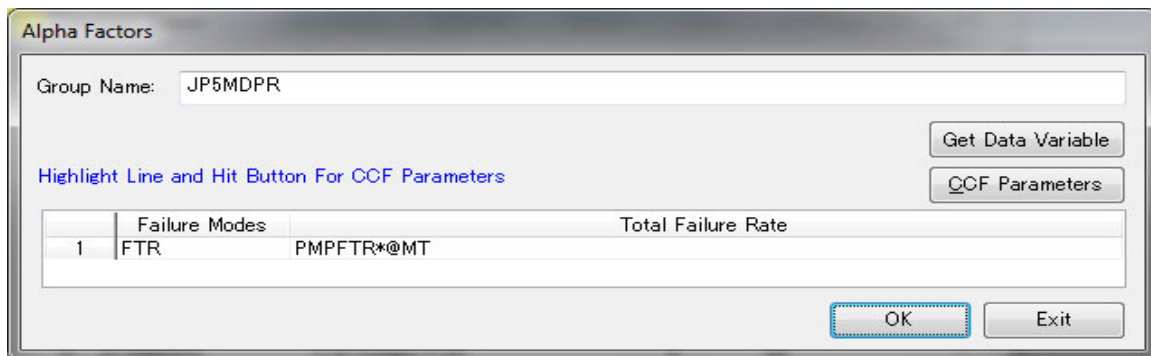 Alpha Factors
Group Name: JP5MDPR
Get Data Variable
Highlight Line and Hit Button For CCF Parameters
CCF Parameters
Failure Modes Total Failure Rate
1 FTR PMPFTR*@MT
OK Exit